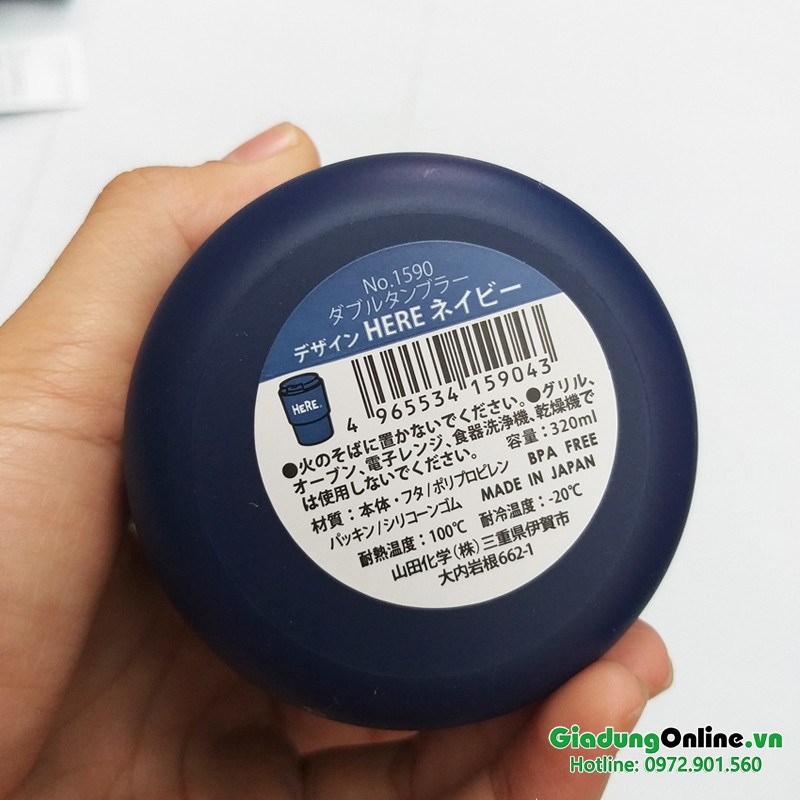 No.1590
ダブルタンブラー
デザイン HERE ネイビー
4 965534 159043
HERE.
●火のそばに置かないでください。●グリル、
オーブン、電子レンジ、食器洗浄機、乾燥機で
は使用しないでください。 容量：320ml
材質：本体・フタ/ポリプロピレン BPA FREE
パッキン/シリコーンゴム MADE IN JAPAN
耐熱温度：100℃ 耐冷温度：-20℃
山田化学（株）三重県伊賀市
大内岩根662-1
GiadungOnline.vn
Hotline: 0972.901.560